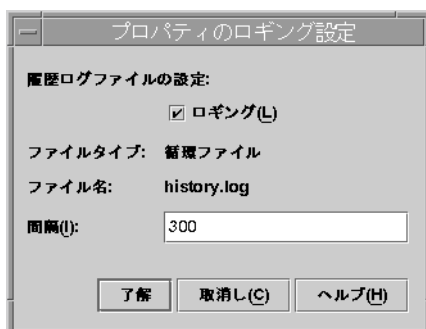 プロパティのロギング設定
履歴ログファイルの設定:
ロギング(L)
ファイルタイプ: 循環ファイル
ファイル名: history.log
間隔(I): 300
了解 取消し(C) ヘルプ(H)